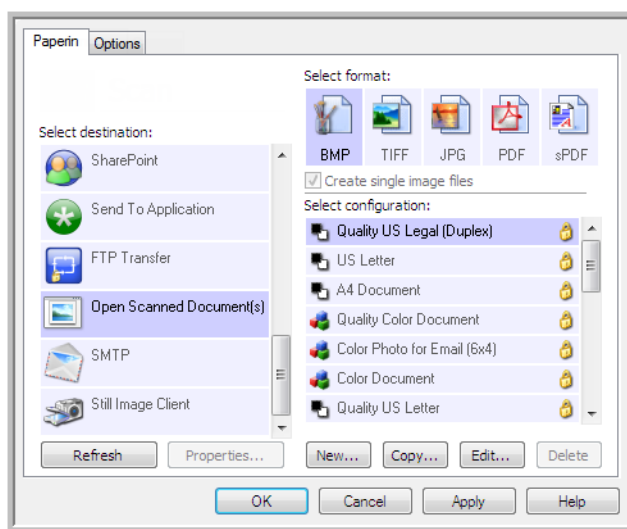 Paperin
Options
Select destination:
SharePoint
Send To Application
FTP Transfer
Open Scanned Document(s)
SMTP
Still Image Client
Refresh
Properties...
Select format:
BMP
TIFF
JPG
PDF
sPDF
Create single image files
Select configuration:
Quality US Legal (Duplex)
US Letter
A4 Document
Quality Color Document
Color Photo for Email (6x4)
Color Document
Quality US Letter
New...
Copy...
Edit...
Delete
OK
Cancel
Apply
Help